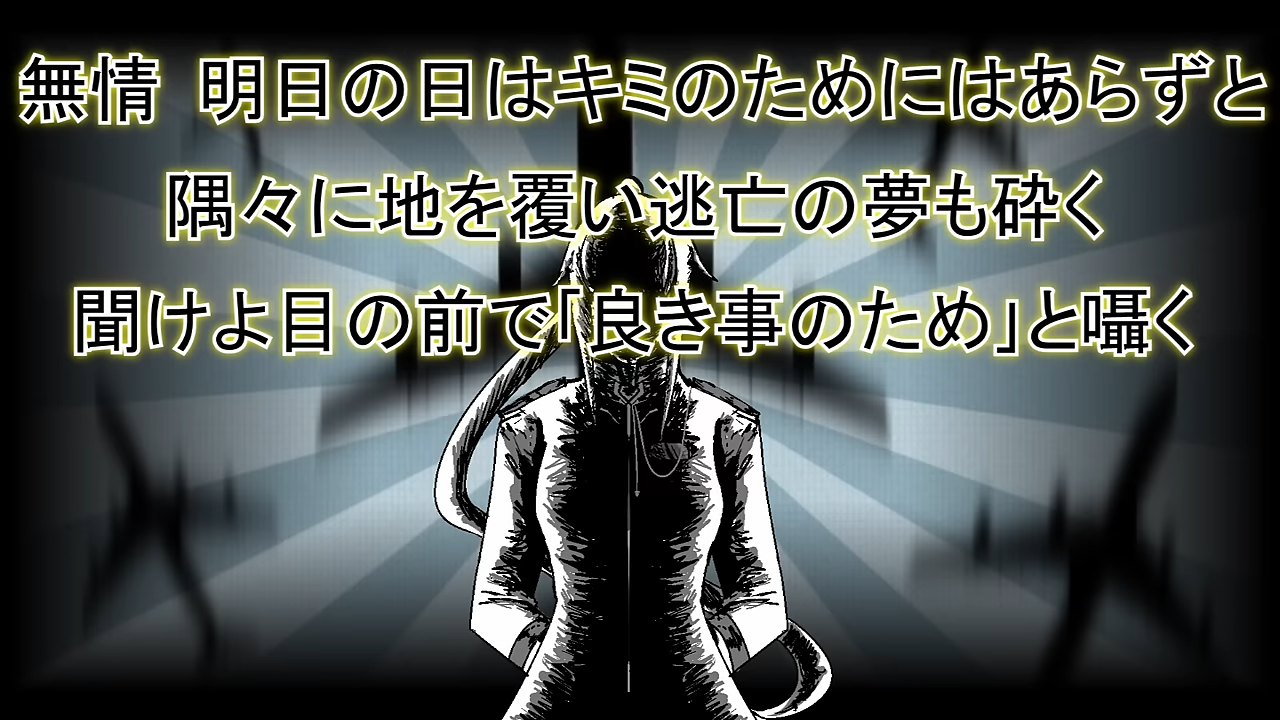 無情　明日の日はキミのためにはあらずと
隅々に地を覆い逃亡の夢も砕く
聞けよ目の前で「良き事のため」と囁く